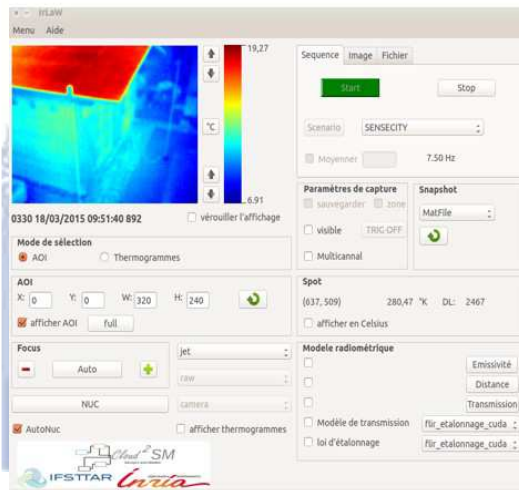 IrLaW
Menu Aide
19,27
°C
6.91
0330 18/03/2015 09:51:40 892
vérouiller l'affichage
Mode de sélection
AOI
Thermogrammes
AOI
X: 0 Y: 0 W: 320 H: 240
afficher AOI
full
Focus
Auto
jet
raw
NUC
camera
AutoNuc
afficher thermogrammes
Cloud2SM
IFSTTAR
Inria
Sequence Image Fichier
Start
Stop
Scenario
SENSECITY
Moyenner
7.50 Hz
Paramètres de capture
sauvegarder
zone
visible
TRIG OFF
Multicannal
Snapshot
MatFile
Spot
(637, 509) 280,47 °K DL: 2467
afficher en Celsius
Modele radiométrique
Emissivité
Distance
Transmission
Modèle de transmission
flir_etalonnage_cuda
loi d'étalonnage
flir_etalonnage_cuda